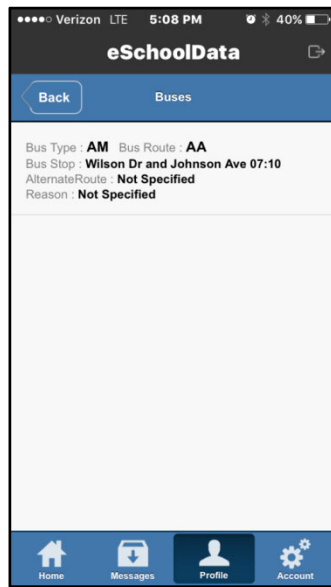 Verizon LTE 5:08 PM 40%
eSchoolData
Back Buses
Bus Type : AM Bus Route : AA
Bus Stop : Wilson Dr and Johnson Ave 07:10
AlternateRoute : Not Specified
Reason : Not Specified
Home Messages Profile Account